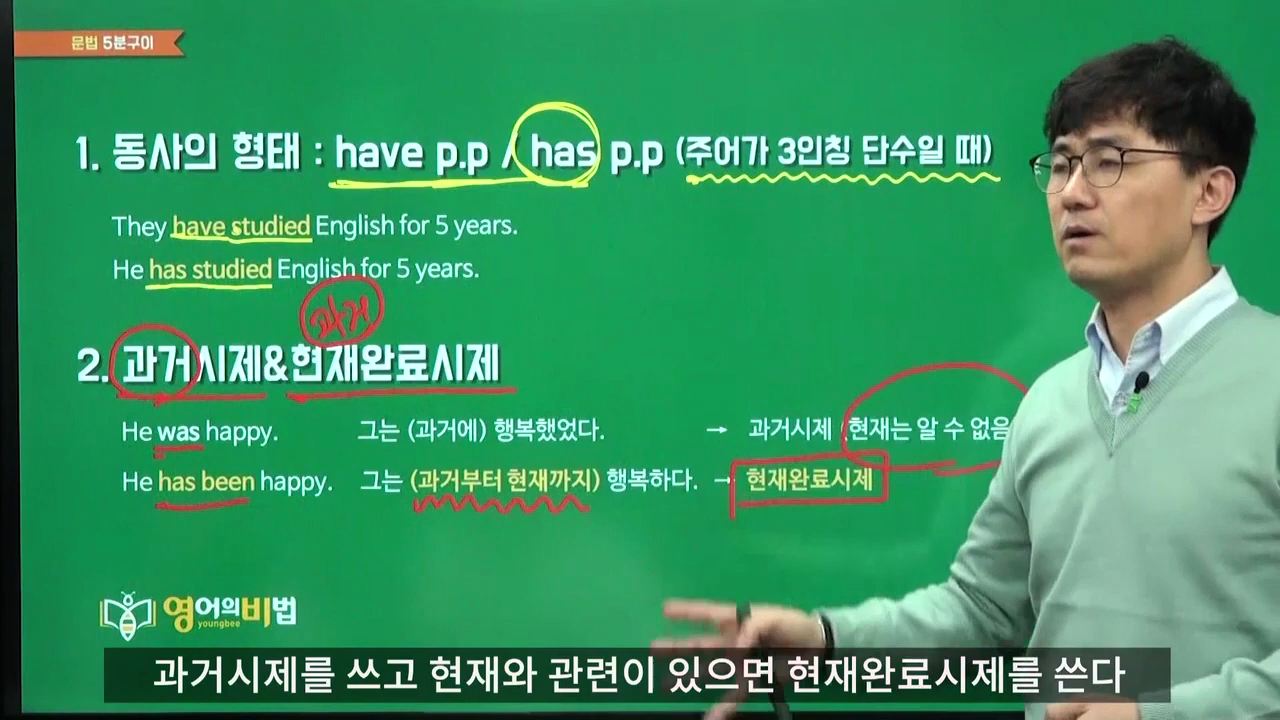 문법 5분구이
1. 동사의 형태 : have p.p / has p.p (주어가 3인칭 단수일 때)
They have studied English for 5 years.
He has studied English for 5 years.
과거
2. 과거시제&현재완료시제
He was happy. 그는 (과거에) 행복했었다. → 과거시제 (현재는 알 수 없음
He has been happy. 그는 (과거부터 현재까지) 행복하다. → 현재완료시제
영어의비법
youngbee
과거시제를 쓰고 현재와 관련이 있으면 현재완료시제를 쓴다